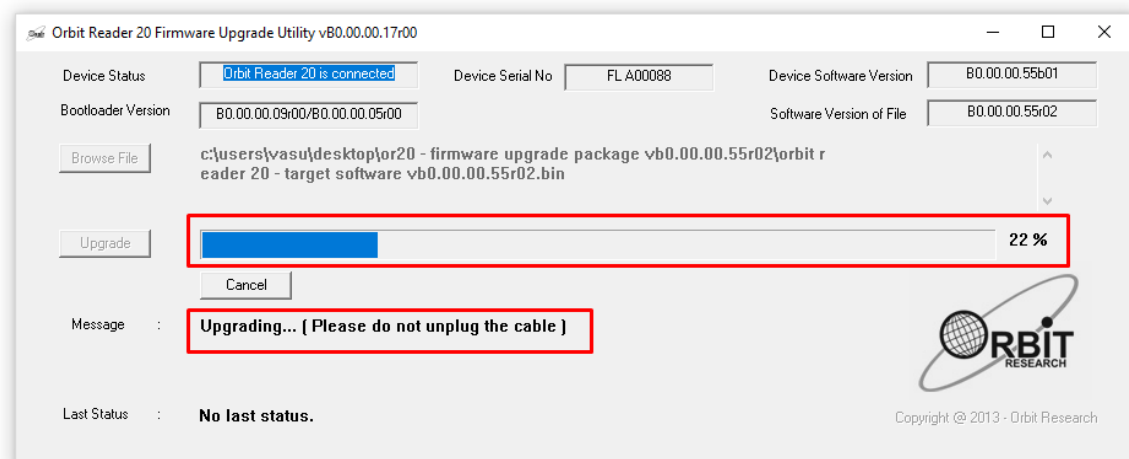 Orbit Reader 20 Firmware Upgrade Utility vB0.00.00.17r00
Device Status Orbit Reader 20 is connected Device Serial No FL A00088 Device Software Version B0.00.00.55b01
Bootloader Version B0.00.00.09r00/B0.00.00.05r00 Software Version of File B0.00.00.55r02
Browse File c:\users\vasu\desktop\or20 - firmware upgrade package vb0.00.00.55r02\orbit r
eader 20 - target software vb0.00.00.55r02.bin
Upgrade 22 %
Cancel
Message : Upgrading... ( Please do not unplug the cable )
ORBIT
RESEARCH
Last Status : No last status.
Copyright @ 2013 - Orbit Research